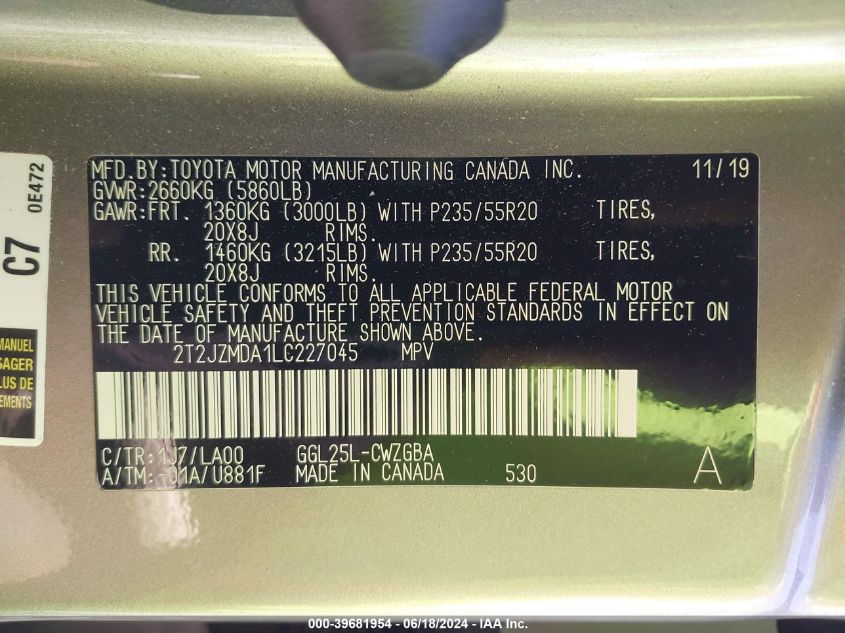 MFD.BY:TOYOTA MOTOR MANUFACTURING CANADA INC. 11/19
GVWR:2660KG (5860LB)
GAWR:FRT. 1360KG (3000LB) WITH P235/55R20 TIRES,
20X8J RIMS.
RR. 1460KG (3215LB) WITH P235/55R20 TIRES,
20X8J RIMS.
THIS VEHICLE CONFORMS TO ALL APPLICABLE FEDERAL MOTOR
VEHICLE SAFETY AND THEFT PREVENTION STANDARDS IN EFFECT ON
THE DATE OF MANUFACTURE SHOWN ABOVE.
2T2JZMDA1LC227045 MPV
C/TR:1J7/LA00 GGL25L-CWZGBA
A/TM:-01A/U881F MADE IN CANADA 530 A
C7 0E472
MANUEL
SAGER
LUS DE
EMENTS
000-39681954 - 06/18/2024 - IAA Inc.